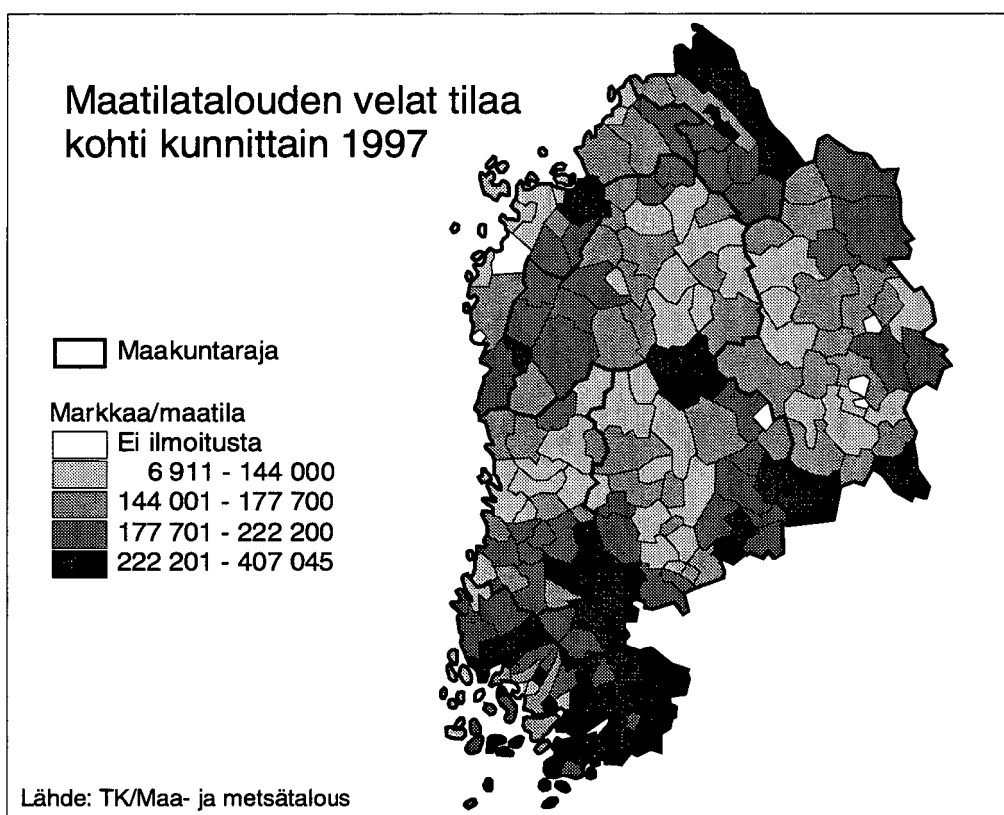 Maatilatalouden velat tilaa
kohti kunnittain 1997
Maakuntaraja
Markkaa/maatila
Ei ilmoitusta
6 911 - 144 000
144 001 - 177 700
177 701 - 222 200
222 201 - 407 045
Lähde: TK/Maa- ja metsätalous